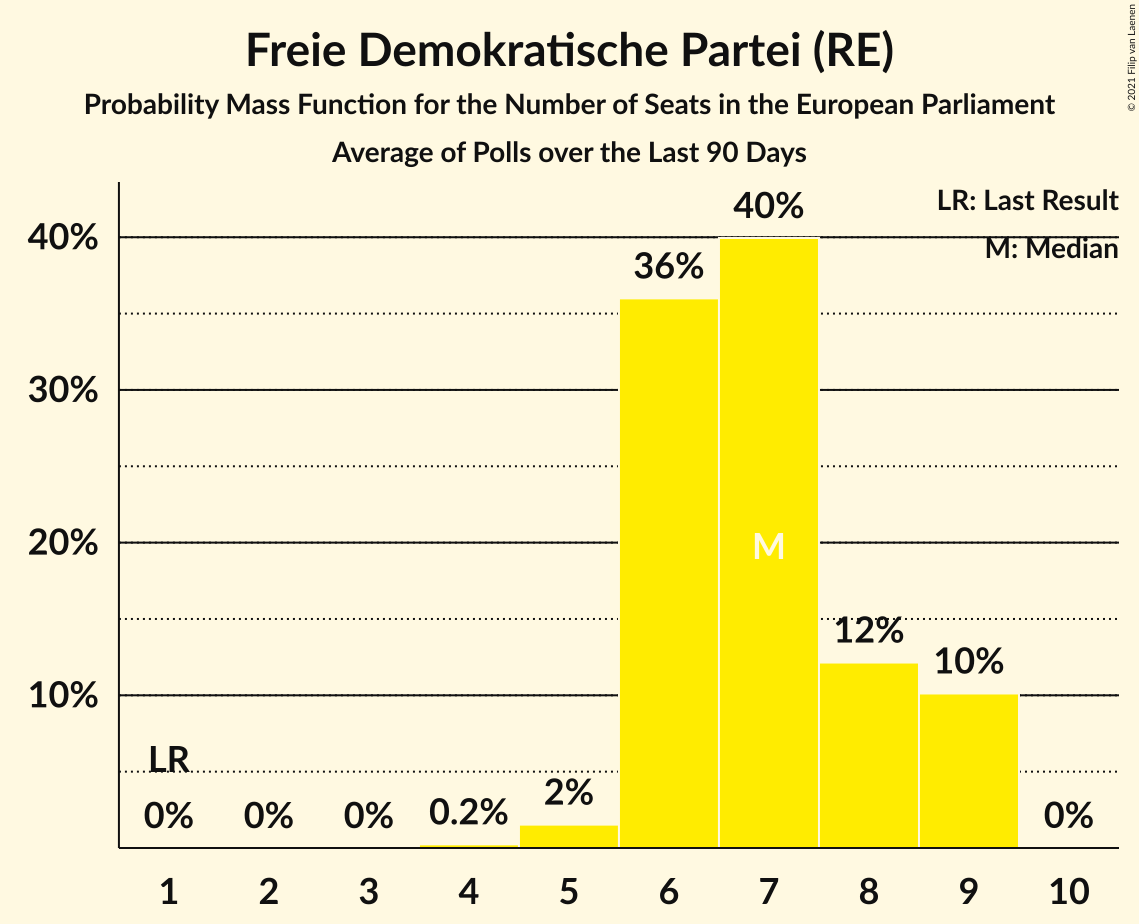 Freie Demokratische Partei (RE)
Probability Mass Function for the Number of Seats in the European Parliament
Average of Polls over the Last 90 Days
© 2021 Filip van Laenen
LR: Last Result
M: Median
40%
30%
20%
10%
LR
0%
0%
0%
0.2%
2%
36%
40%
M
12%
10%
0%
1 2 3 4 5 6 7 8 9 10